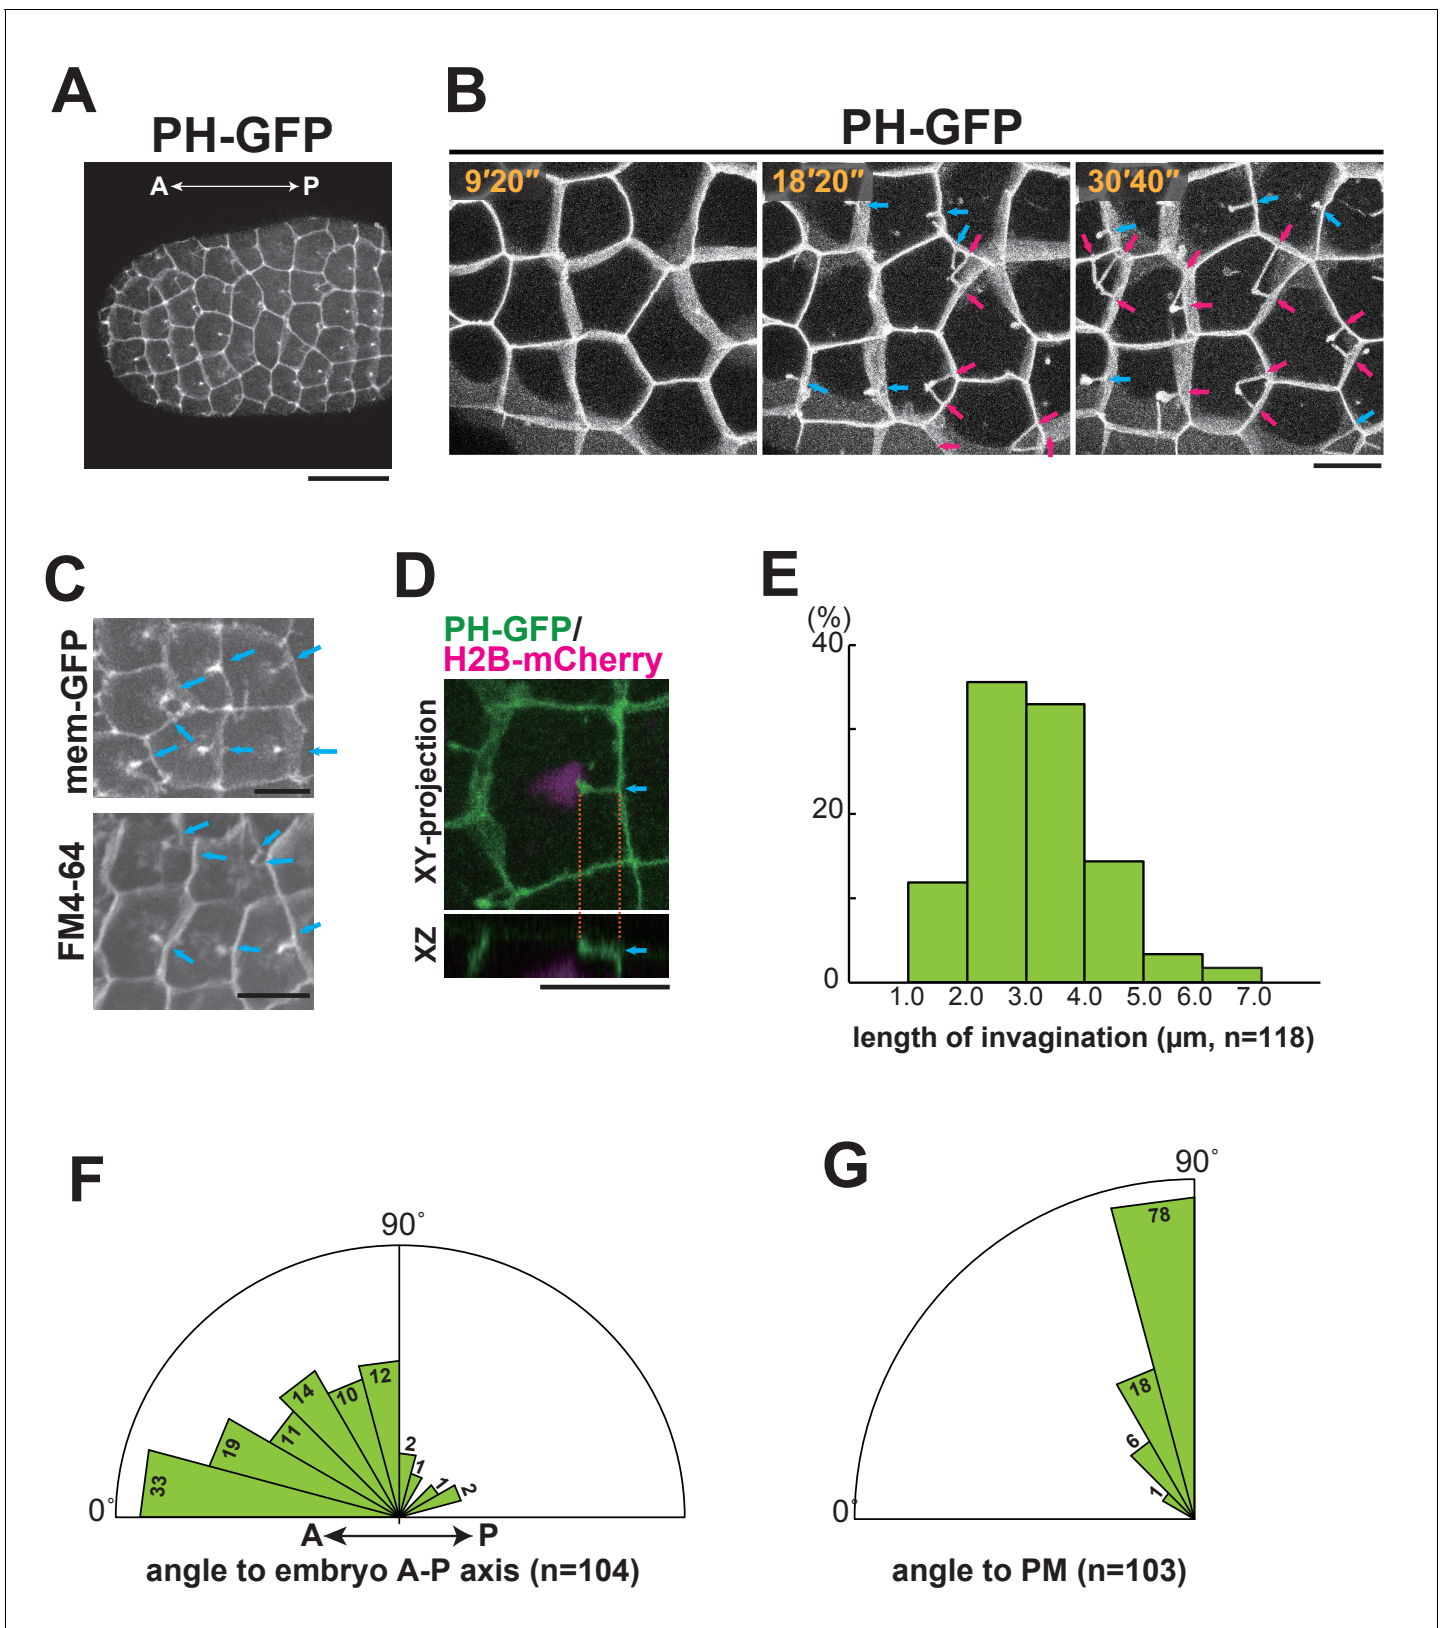 A
PH-GFP
A P
B
PH-GFP
9′20″
18′20″
30′40″
C
mem-GFP
FM4-64
D
PH-GFP/
H2B-mCherry
XY-projection
XZ
E
(%)
40
20
0
1.0 2.0 3.0 4.0 5.0 6.0 7.0
length of invagination (µm, n=118)
F
90˚
0˚
33
19
11
14
10
12
2
1
1
2
A P
angle to embryo A-P axis (n=104)
G
90˚
0˚
78
18
6
1
angle to PM (n=103)